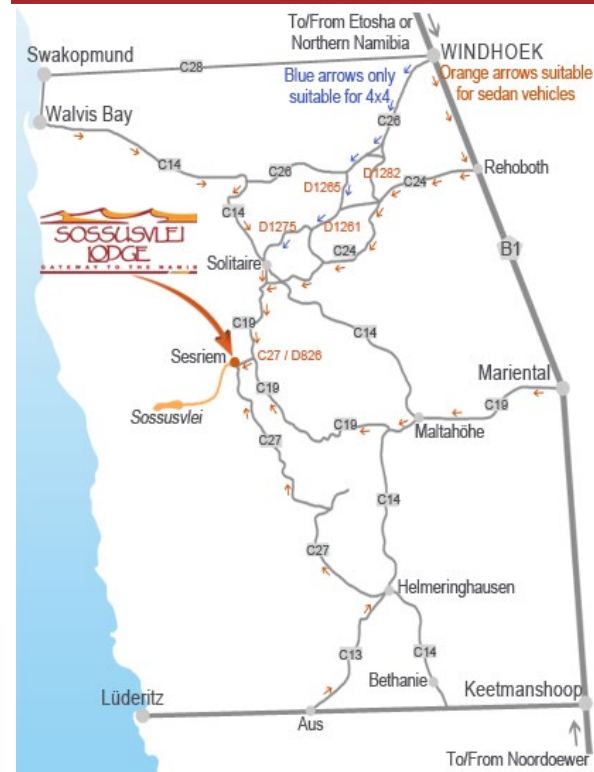 To/From Etosha or
Northern Namibia
WINDHOEK
Swakopmund
C28
Blue arrows only
suitable for 4x4
Orange arrows suitable
for sedan vehicles
Walvis Bay
C26
C14
C26
D1265
D1282
C24
Rehoboth
C14
D1275
D1261
SOSSUSVLEI
LODGE
GATEWAY TO THE NAMIB
Solitaire
C24
B1
C19
C14
Sesriem
C27 / D826
Mariental
C19
C19
Sossusvlei
C19
Maltahöhe
C27
C14
C27
Helmeringhausen
C13
C14
Bethanie
Keetmanshoop
Lüderitz
Aus
To/From Noordoewer